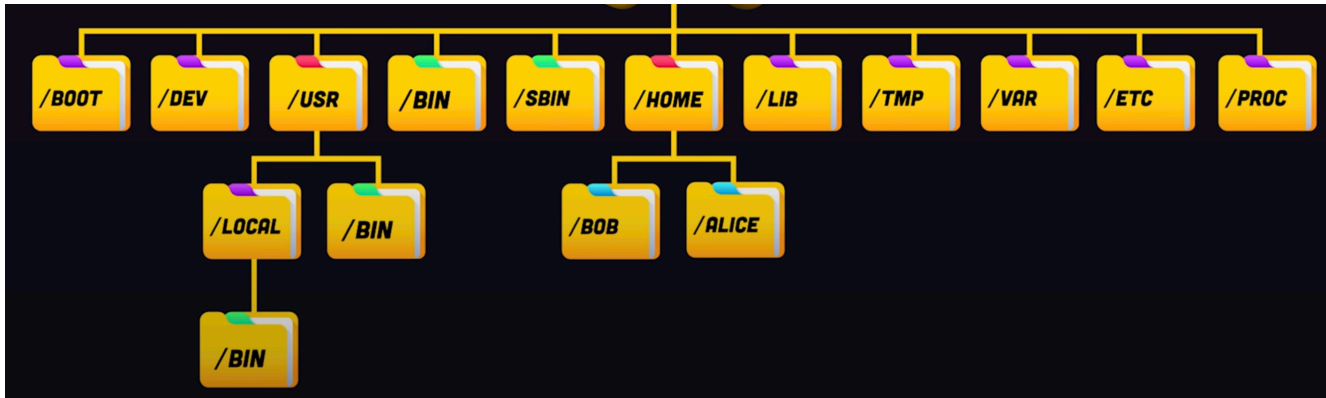 /BOOT
/DEV
/USR
/BIN
/SBIN
/HOME
/LIB
/TMP
/VAR
/ETC
/PROC
/LOCAL
/BIN
/BOB
/ALICE
/BIN